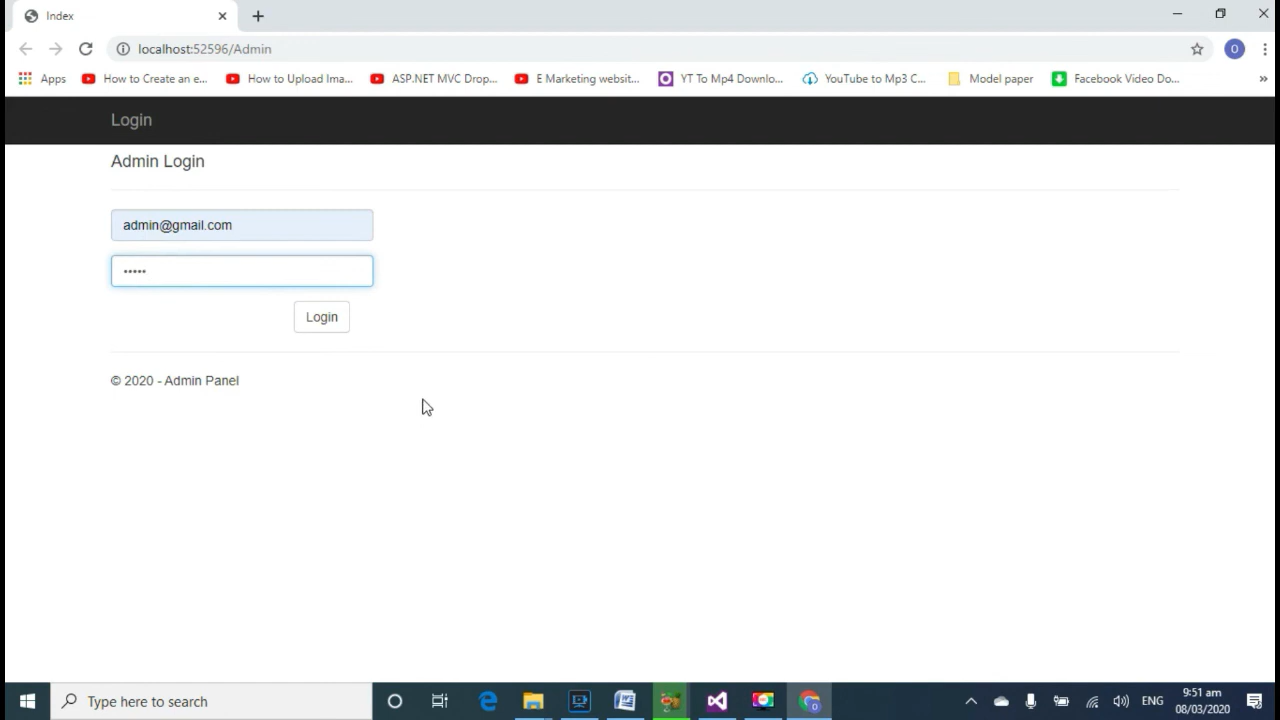 Index
localhost:52596/Admin
O
Apps How to Create an e... How to Upload Ima... ASP.NET MVC Drop... E Marketing websit... YT To Mp4 Downlo... YouTube to Mp3 C... Model paper Facebook Video Do... »
Login
Admin Login
admin@gmail.com
•••••
Login
© 2020 - Admin Panel
Type here to search
ENG
9:51 am
08/03/2020